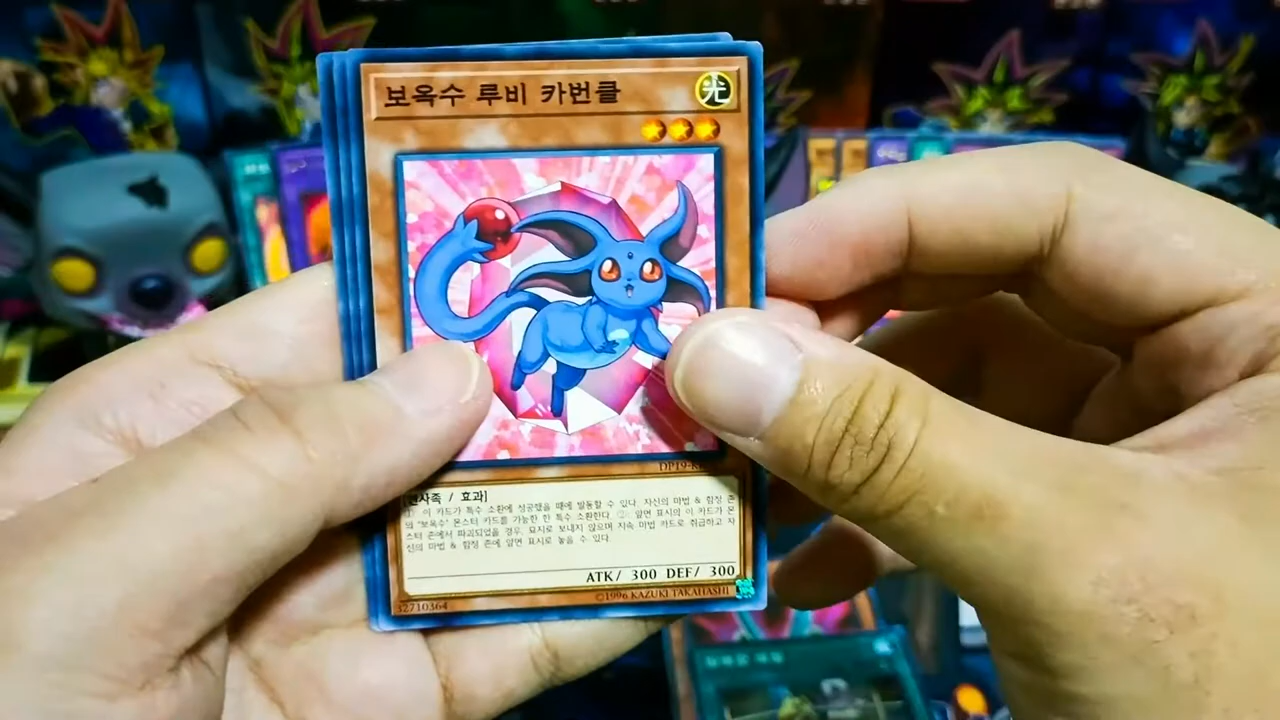 보옥수 루비 카번클
光
DP19-K
사족 / 효과]
이 카드가 특수 소환에 성공했을 때에 발동할 수 있다. 자신의 마법 & 함정 존
의 "보옥수" 몬스터 카드를 가능한 한 특수 소환한다. ②: 앞면 표시의 이 카드가 몬
스터 존에서 파괴되었을 경우, 묘지로 보내지 않으며 지속 마법 카드로 취급하고 자
신의 마법 & 함정 존에 앞면 표시로 놓을 수 있다.
ATK/ 300 DEF/ 300
32710364
©1996 KAZUKI TAKAHASHI